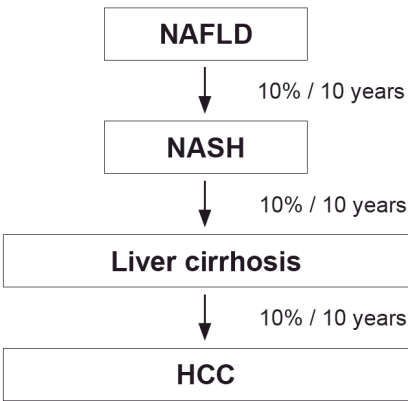 NAFLD
10% / 10 years
NASH
10% / 10 years
Liver cirrhosis
10% / 10 years
HCC